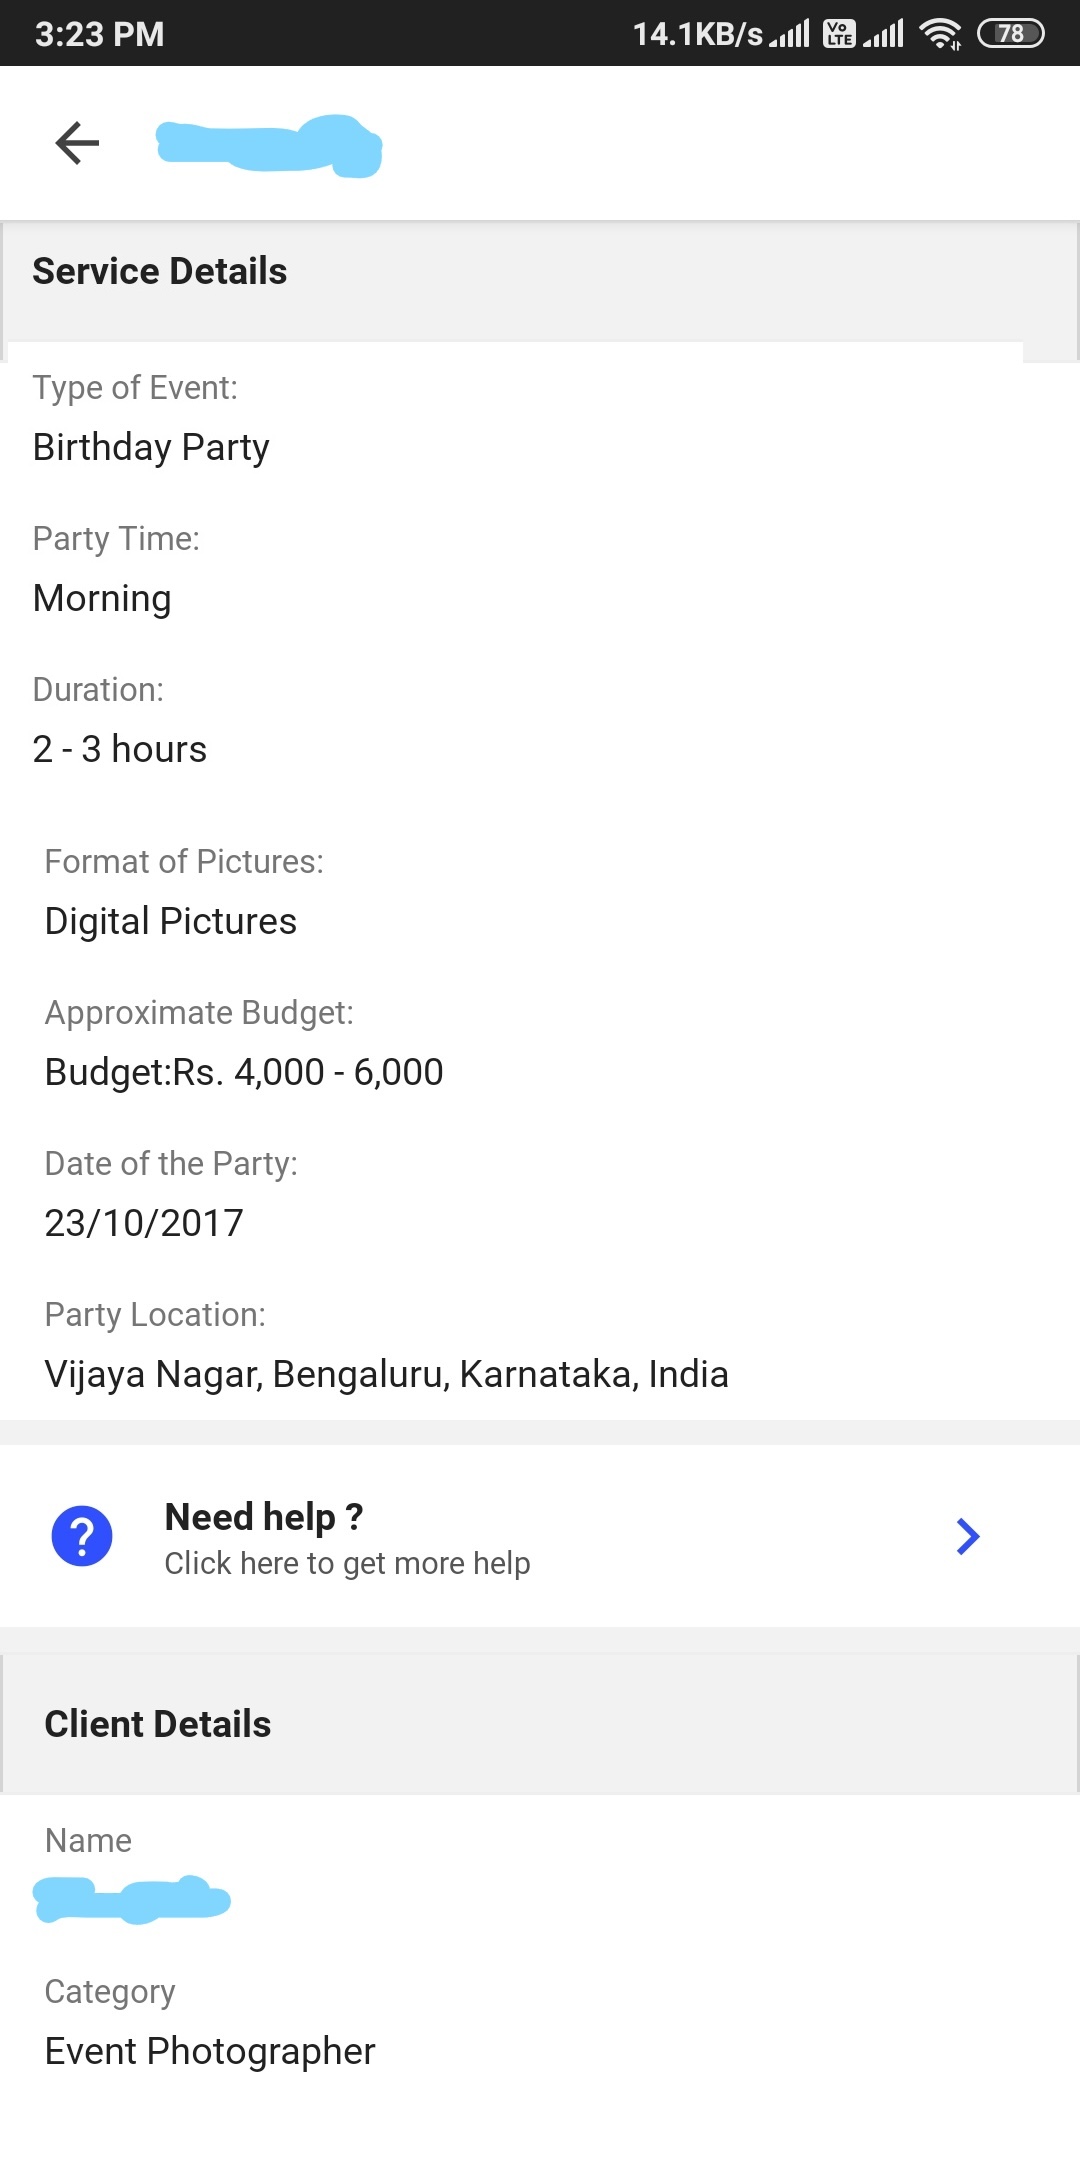 3:23 PM 14.1KB/s Vo LTE 78
Service Details
Type of Event:
Birthday Party
Party Time:
Morning
Duration:
2 - 3 hours
Format of Pictures:
Digital Pictures
Approximate Budget:
Budget:Rs. 4,000 - 6,000
Date of the Party:
23/10/2017
Party Location:
Vijaya Nagar, Bengaluru, Karnataka, India
Need help ?
Click here to get more help
Client Details
Name
Category
Event Photographer